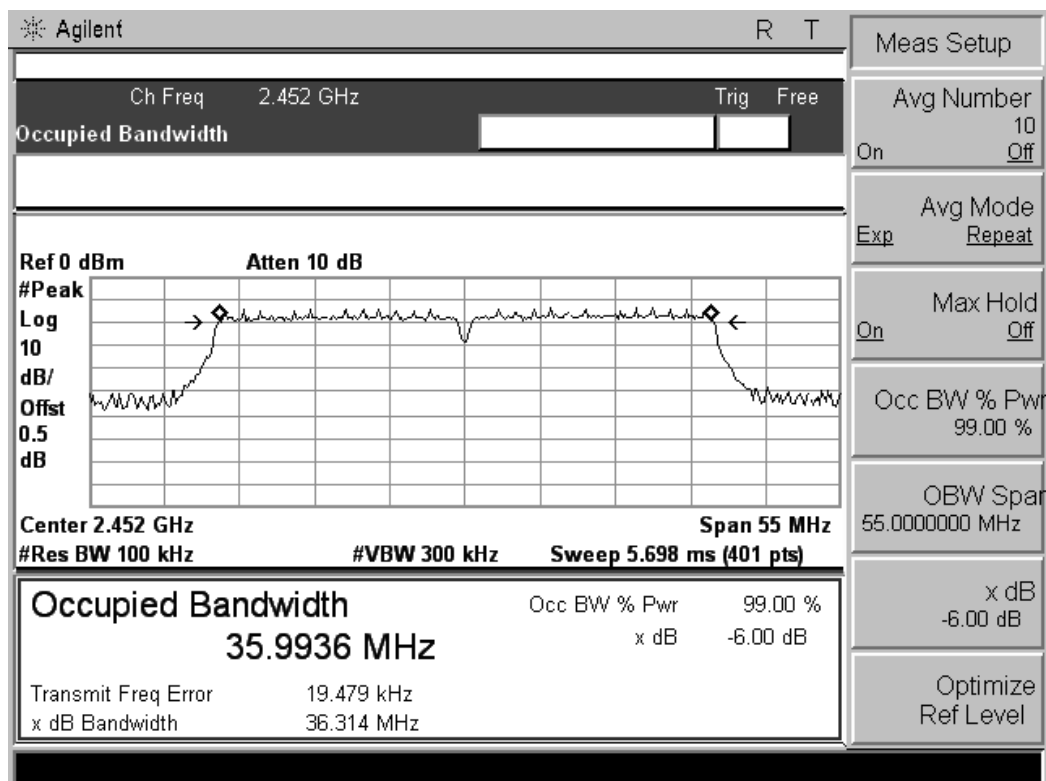 Agilent R T
Ch Freq 2.452 GHz Trig Free
Occupied Bandwidth
Ref 0 dBm Atten 10 dB
#Peak
Log
10
dB/
Offst
0.5
dB
Center 2.452 GHz Span 55 MHz
#Res BW 100 kHz #VBW 300 kHz Sweep 5.698 ms (401 pts)
Occupied Bandwidth
35.9936 MHz
Occ BW % Pwr 99.00 %
x dB -6.00 dB
Transmit Freq Error 19.479 kHz
x dB Bandwidth 36.314 MHz
Meas Setup
Avg Number
10
On Off
Avg Mode
Exp Repeat
Max Hold
On Off
Occ BW % Pwr
99.00 %
OBW Span
55.0000000 MHz
x dB
-6.00 dB
Optimize
Ref Level